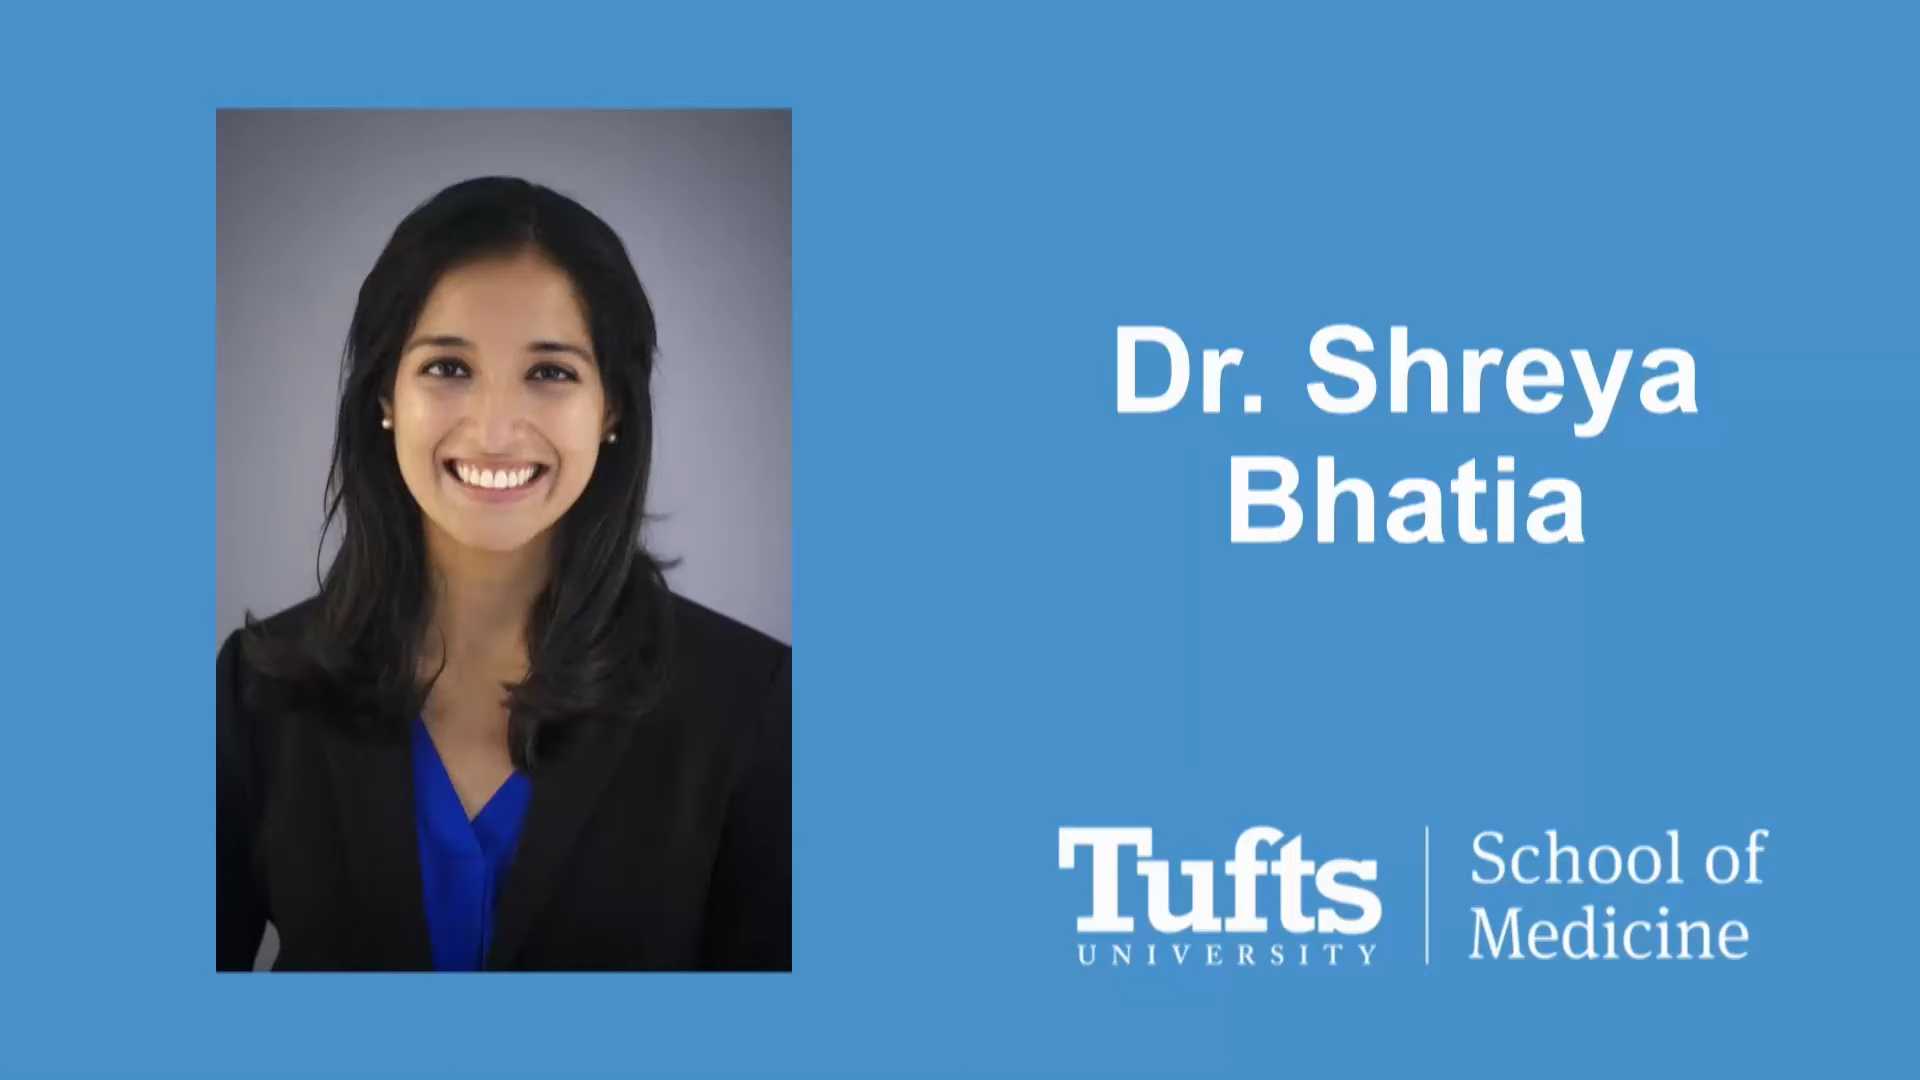 Dr. Shreya
Bhatia
Tufts
UNIVERSITY
School of
Medicine